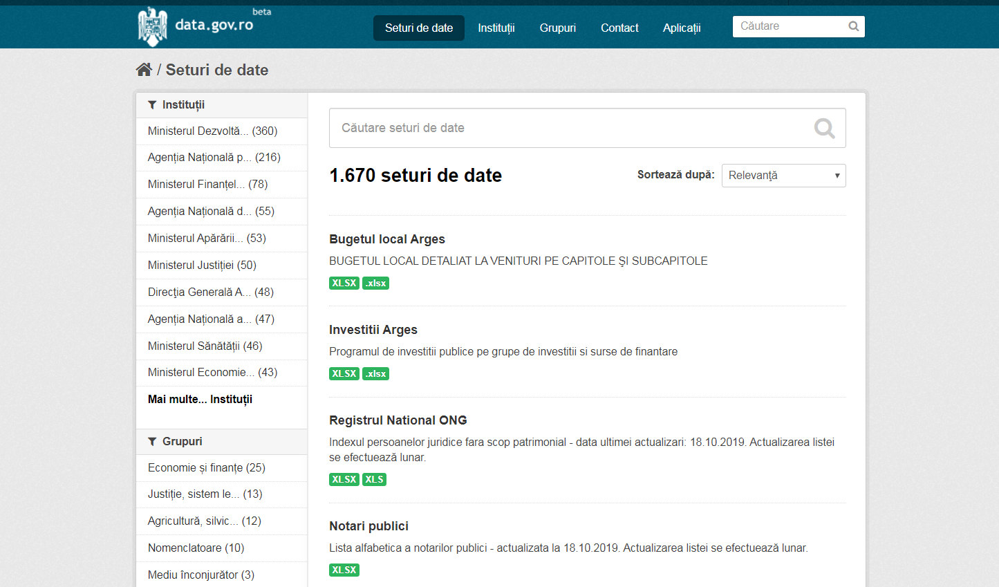 data.gov.ro beta
Seturi de date
Instituții
Grupuri
Contact
Aplicații
Căutare
/ Seturi de date
Instituții
Ministerul Dezvoltă... (360)
Agenția Națională p... (216)
Ministerul Finanțel... (78)
Agenția Națională d... (55)
Ministerul Apărării... (53)
Ministerul Justiției (50)
Direcţia Generală A... (48)
Agenția Națională a... (47)
Ministerul Sănătății (46)
Ministerul Economie... (43)
Mai multe... Instituții
Grupuri
Economie și finanțe (25)
Justiție, sistem le... (13)
Agricultură, silvic... (12)
Nomenclatoare (10)
Mediu înconjurător (3)
Căutare seturi de date
1.670 seturi de date
Sortează după:
Relevanţă
Bugetul local Arges
BUGETUL LOCAL DETALIAT LA VENITURI PE CAPITOLE ŞI SUBCAPITOLE
XLSX .xlsx
Investitii Arges
Programul de investitii publice pe grupe de investitii si surse de finantare
XLSX .xlsx
Registrul National ONG
Indexul persoanelor juridice fara scop patrimonial - data ultimei actualizari: 18.10.2019. Actualizarea listei
se efectuează lunar.
XLSX XLS
Notari publici
Lista alfabetica a notarilor publici - actualizata la 18.10.2019. Actualizarea listei se efectuează lunar.
XLSX